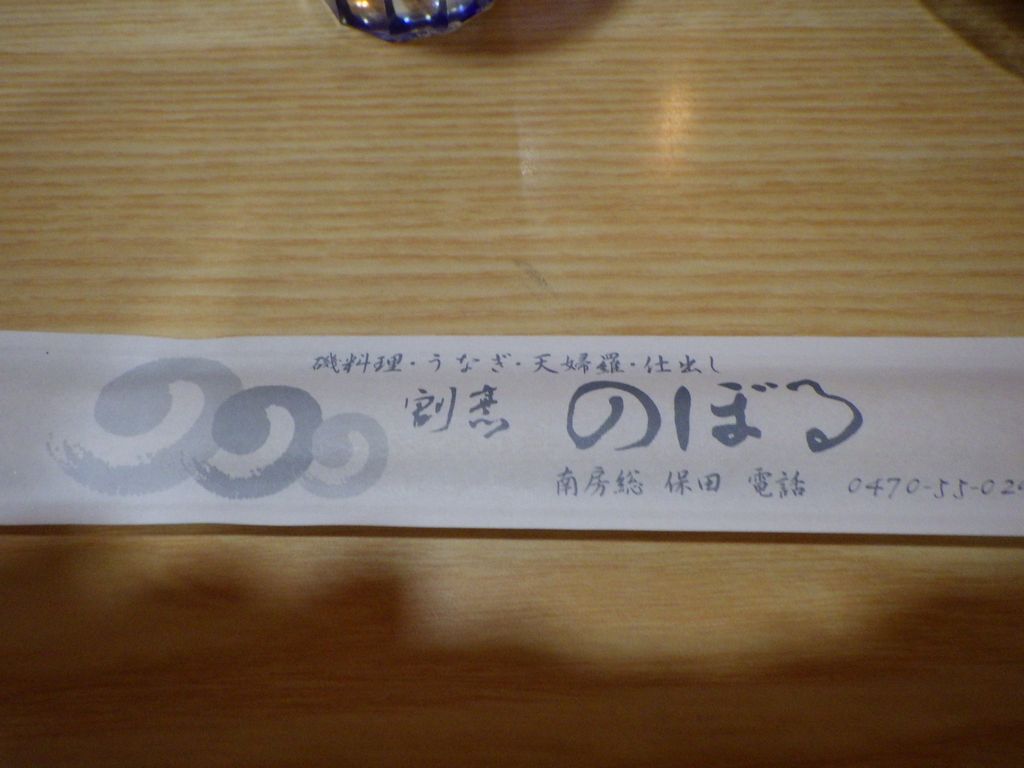 磯料理・うなぎ・天婦羅・仕出し
割烹 のぼる
南房総 保田 電話 0470-55-02